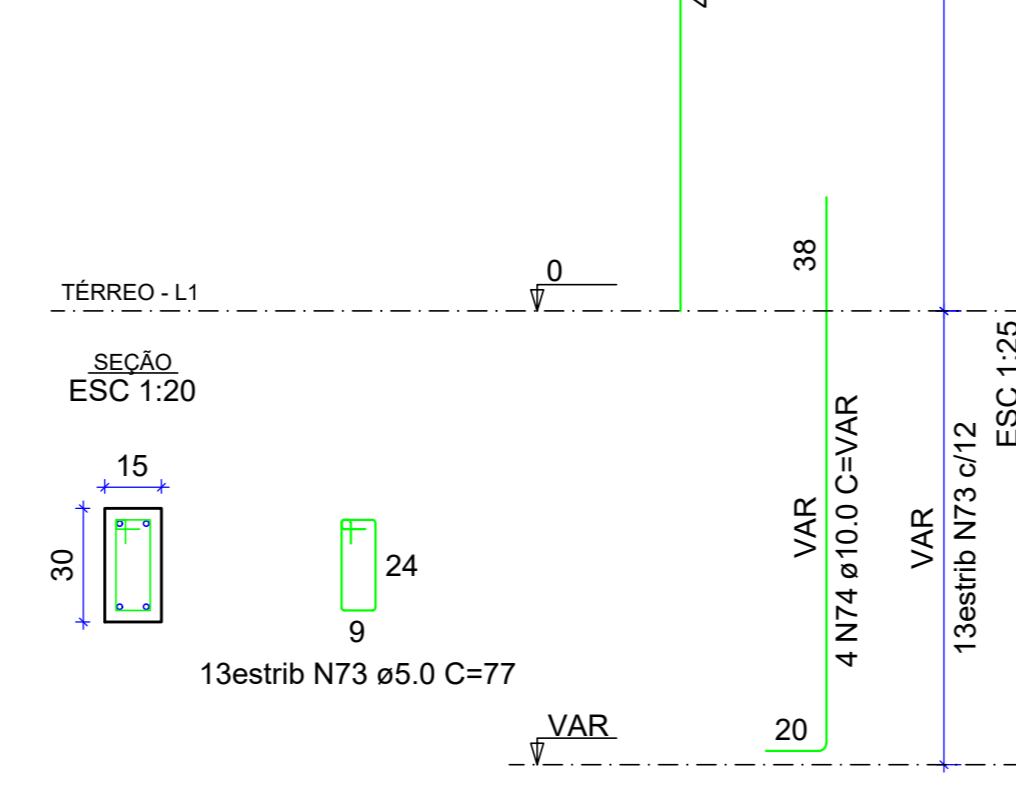 0
38
TÉRREO - L1
SEÇÃO
ESC 1:20
ESC 1:25
15
30
24
9
13estrib N73 ø5.0 C=77
VAR
4 N74 ø10.0 C=VAR
VAR
13estrib N73 c/12
20
VAR